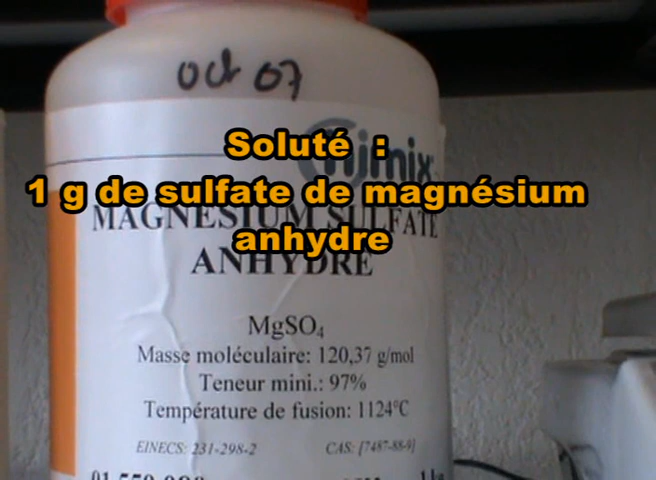 oct 07
Soluté :
1 g de sulfate de magnésium
anhydre
MAGNESIUM SULFATE
ANHYDRE
MgSO₄
Masse moléculaire: 120,37 g/mol
Teneur mini.: 97%
Température de fusion: 1124°C
EINECS: 231-298-2 CAS: [7487-88-9]